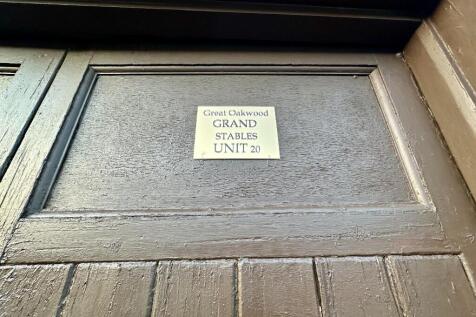 Great Oakwood
GRAND
STABLES
UNIT 20